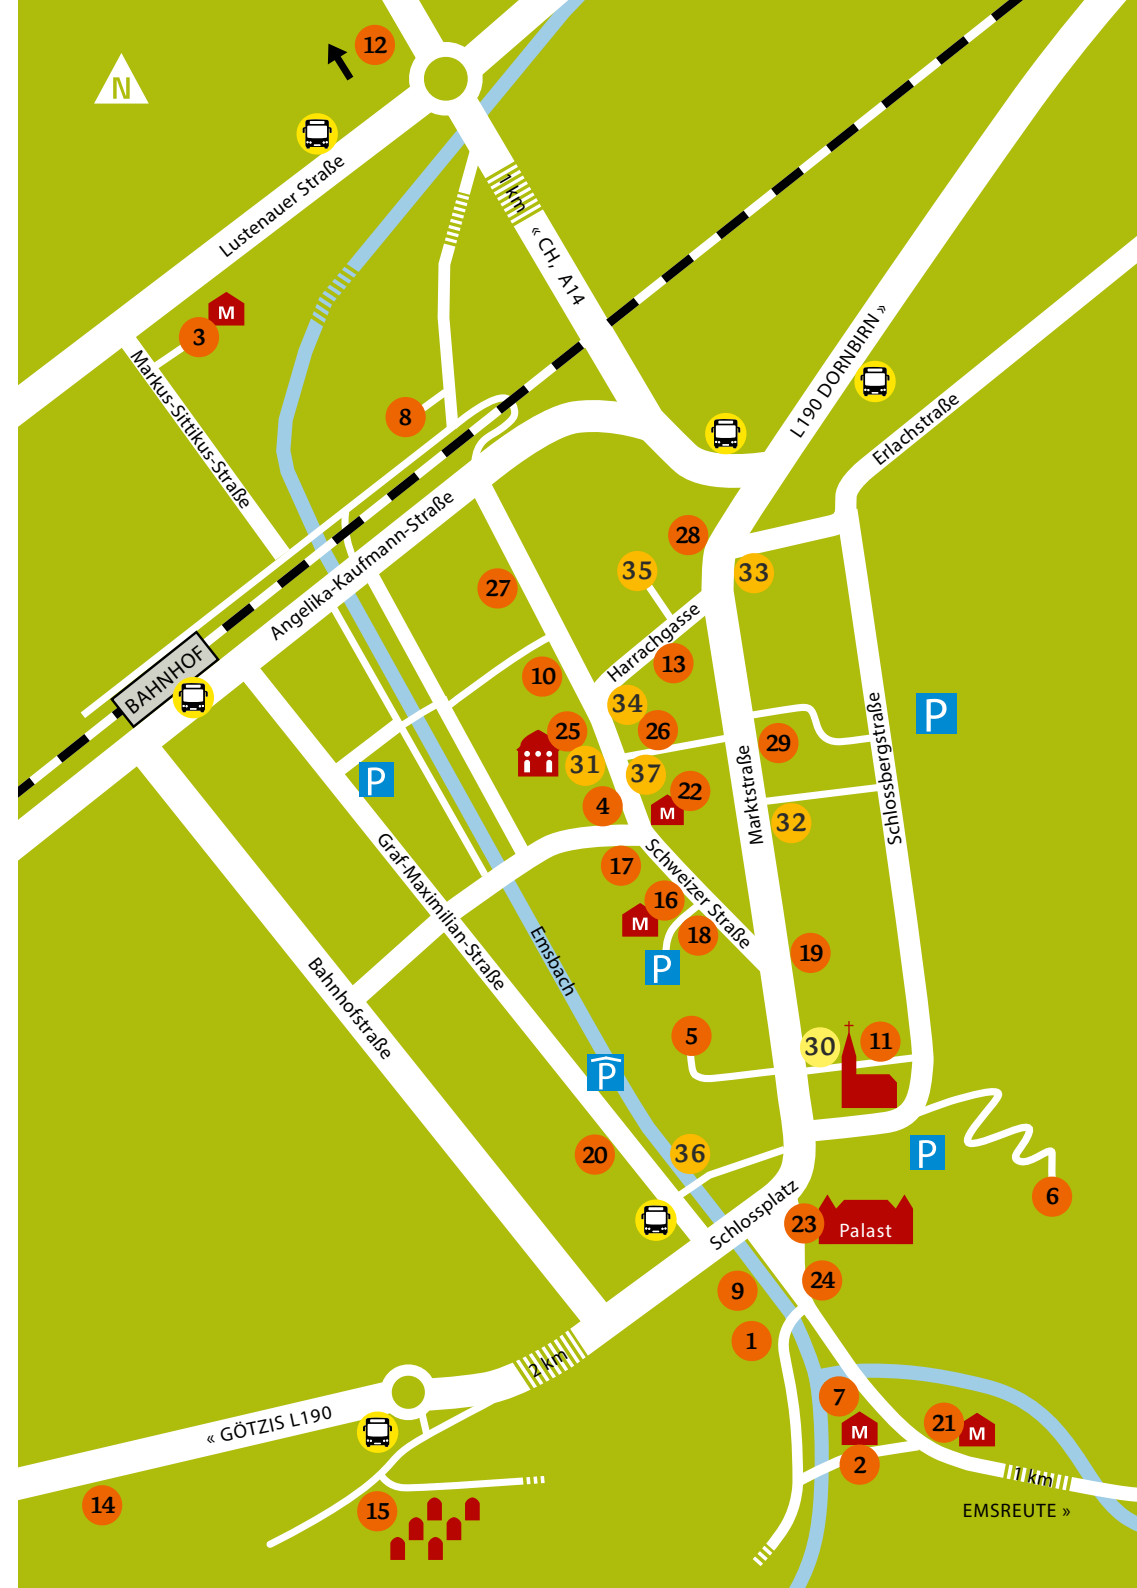 12
N
Lustenauer Straße
1 km
« CH, A14
M
3
Markus-Sittikus-Straße
L190 DORNBIRN »
8
Erlachstraße
Angelika-Kaufmann-Straße
28
35
33
27
BAHNHOF
Harrachgasse
13
10
34
P
25
26
29
31
37
P
22
4
M
Marktstraße
32
Schlossbergstraße
Graf-Maximilian-Straße
17
Schweizer Straße
16
M
18
19
P
Emsbach
Bahnhofstraße
5
30
11
P
20
36
P
6
Schlossplatz
23
Palast
24
9
1
2 km
7
« GÖTZIS L190
M
21
M
2
1 km
14
15
EMSREUTE »